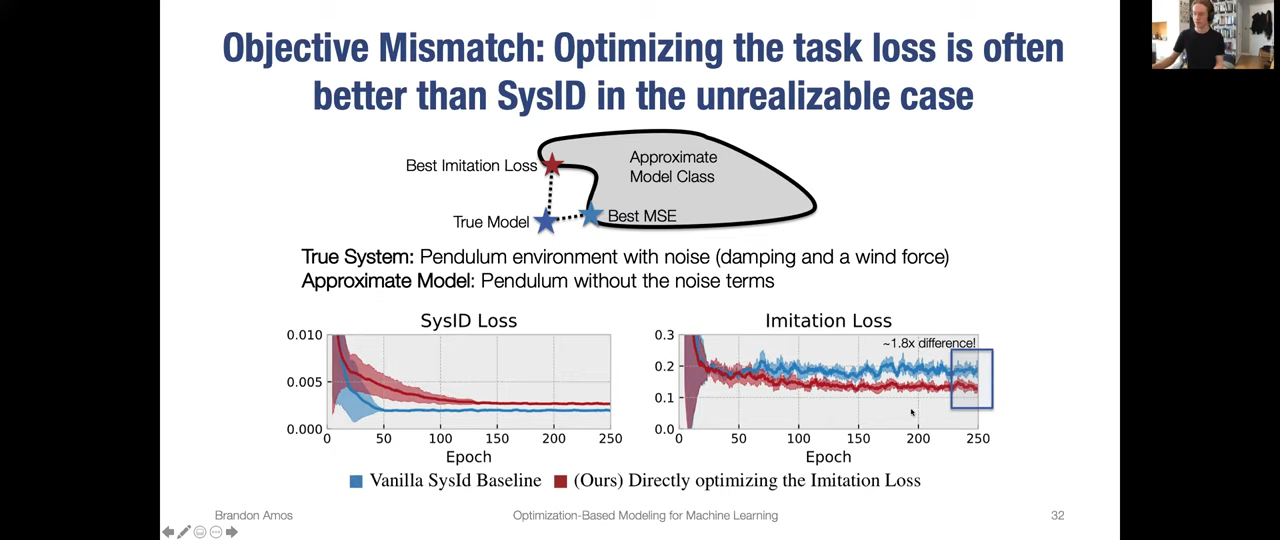 Objective Mismatch: Optimizing the task loss is often
better than SysID in the unrealizable case
Best Imitation Loss
Approximate
Model Class
True Model
Best MSE
True System: Pendulum environment with noise (damping and a wind force)
Approximate Model: Pendulum without the noise terms
SysID Loss
0.010
0.005
0.000
0 50 100 150 200 250
Epoch
Imitation Loss
~1.8x difference!
0.3
0.2
0.1
0.0
0 50 100 150 200 250
Epoch
Vanilla SysId Baseline (Ours) Directly optimizing the Imitation Loss
Brandon Amos Optimization-Based Modeling for Machine Learning 32